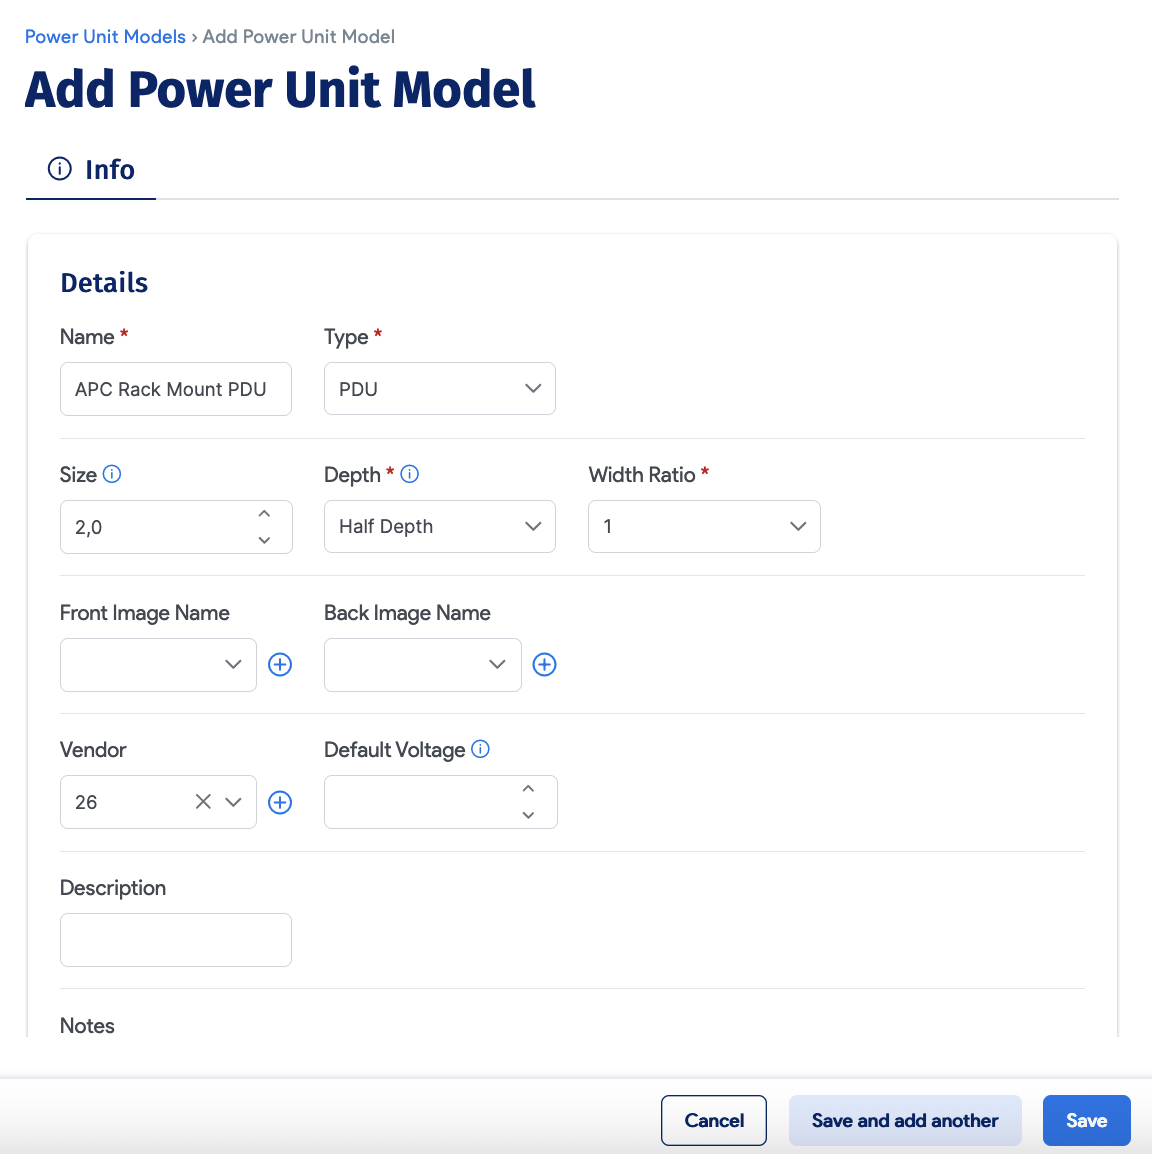 Power Unit Models › Add Power Unit Model
Add Power Unit Model
Info
Details
Name * Type *
APC Rack Mount PDU PDU
Size Depth * Width Ratio *
2,0 Half Depth 1
Front Image Name Back Image Name
Vendor Default Voltage
26
Description
Notes
Cancel Save and add another Save